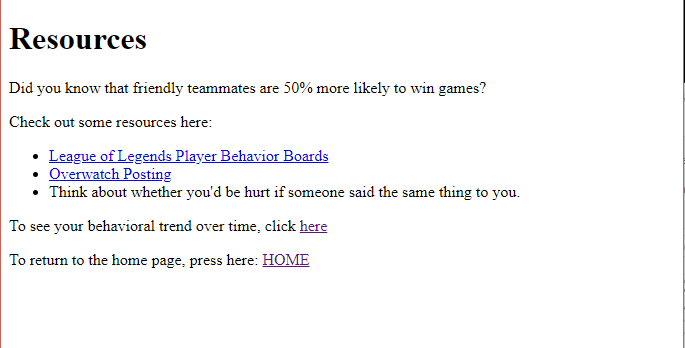 Resources
Did you know that friendly teammates are 50% more likely to win games?
Check out some resources here:
League of Legends Player Behavior Boards
Overwatch Posting
Think about whether you'd be hurt if someone said the same thing to you.
To see your behavioral trend over time, click here
To return to the home page, press here: HOME